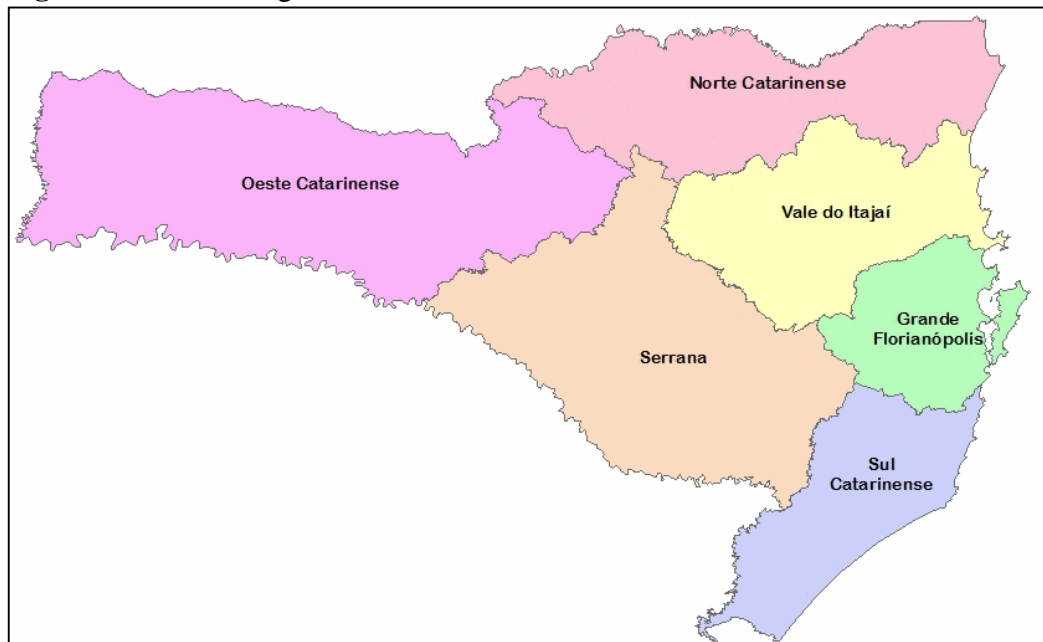 Norte Catarinense
Oeste Catarinense
Vale do Itajaí
Grande
Florianópolis
Serrana
Sul
Catarinense